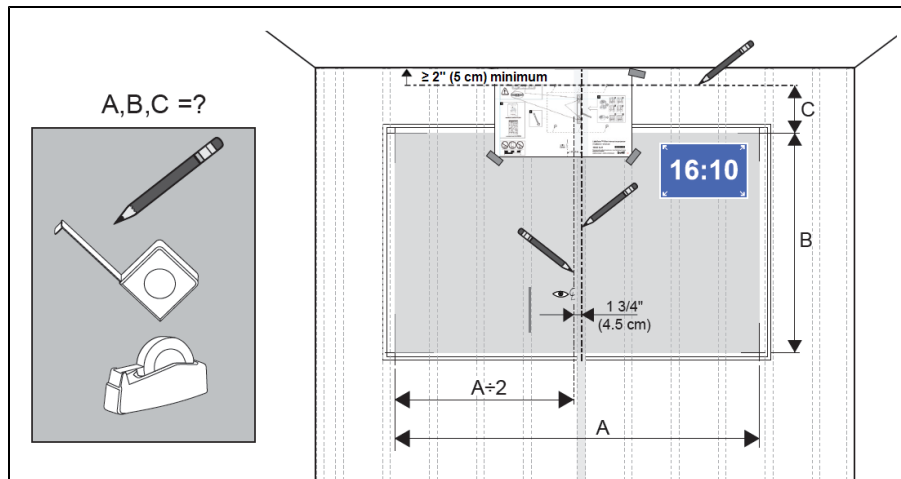 A,B,C =?
≥ 2" (5 cm) minimum
C
16:10
B
1 3/4"
(4.5 cm)
A÷2
A